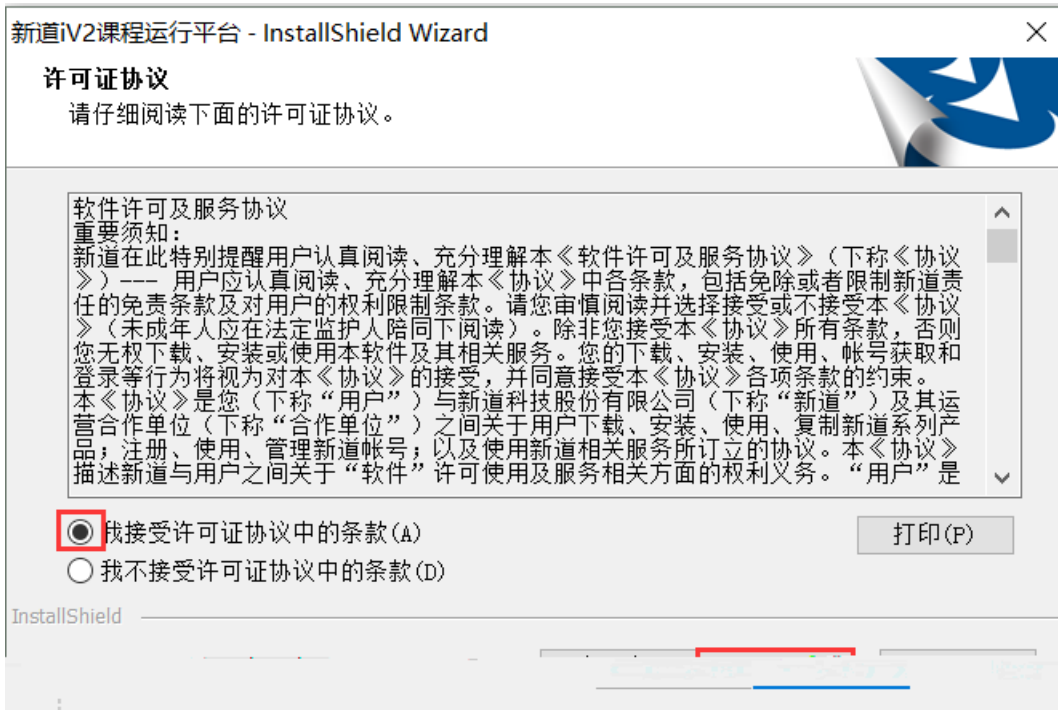 新道iV2课程运行平台 - InstallShield Wizard
许可证协议
请仔细阅读下面的许可证协议。
软件许可及服务协议
重要须知：
新道在此特别提醒用户认真阅读、充分理解本《软件许可及服务协议》（下称《协议
》）--- 用户应认真阅读、充分理解本《协议》中各条款，包括免除或者限制新道责
任的免责条款及对用户的权利限制条款。请您审慎阅读并选择接受或不接受本《协议
》（未成年人应在法定监护人陪同下阅读）。除非您接受本《协议》所有条款，否则
您无权下载、安装或使用本软件及其相关服务。您的下载、安装、使用、帐号获取和
登录等行为将视为对本《协议》的接受，并同意接受本《协议》各项条款的约束。
本《协议》是您（下称“用户”）与新道科技股份有限公司（下称“新道”）及其运
营合作单位（下称“合作单位”）之间关于用户下载、安装、使用、复制新道系列产
品；注册、使用、管理新道帐号；以及使用新道相关服务所订立的协议。本《协议》
描述新道与用户之间关于“软件”许可使用及服务相关方面的权利义务。“用户”是
我接受许可证协议中的条款(A)
打印(P)
我不接受许可证协议中的条款(D)
InstallShield